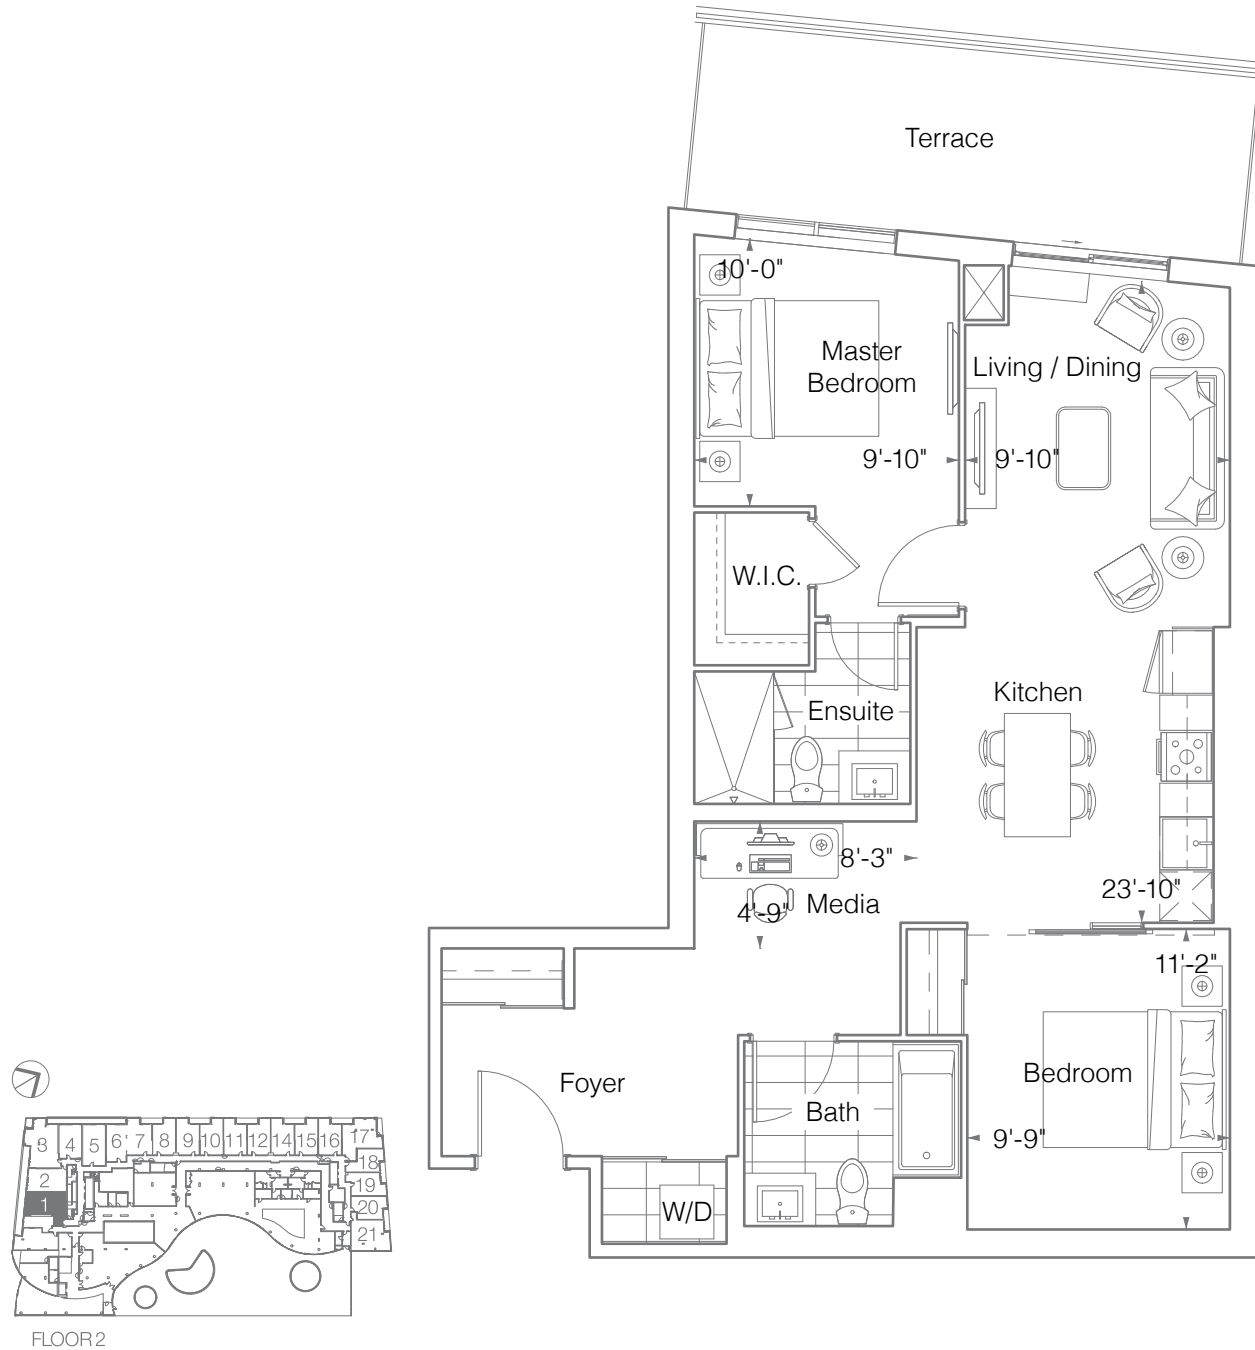 Terrace
10'-0"
Master
Bedroom
Living / Dining
9'-10"
9'-10"
W.I.C.
Kitchen
Ensuite
8'-3"
4'-9"
Media
23'-10"
11'-2"
Foyer
Bedroom
Bath
9'-9"
W/D
3
4
5
6
7
8
9
10
11
12
14
15
16
17
2
18
1
19
20
21
FLOOR 2